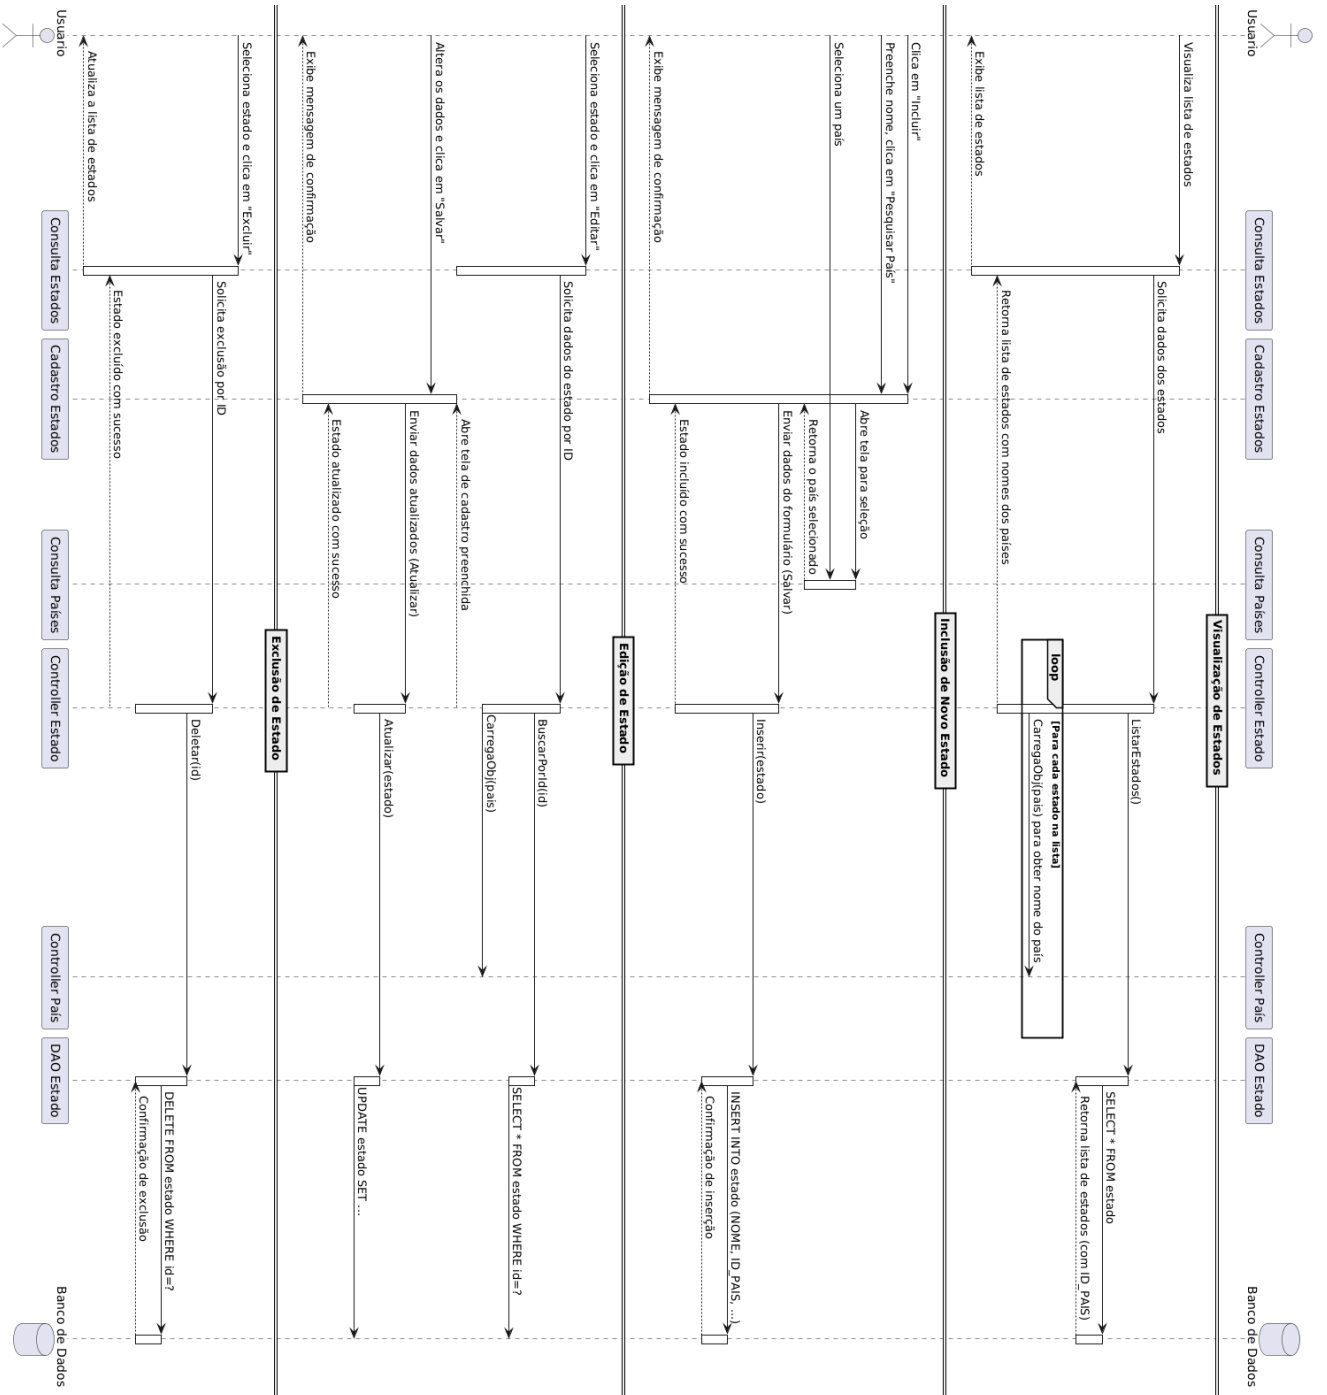 Usuario
Consulta Estados
Cadastro Estados
Consulta Países
Controller Estado
Controller País
DAO Estado
Banco de Dados
Visualização de Estados
Visualiza lista de estados
Solicita dados dos estados
ListarEstados()
SELECT * FROM estado
Retorna lista de estados (com ID_PAIS)
loop
[Para cada estado na lista]
CarregaObj(pais) para obter nome do país
Retorna lista de estados com nomes dos países
Exibe lista de estados
Inclusão de Novo Estado
Clica em "Incluir"
Preenche nome, clica em "Pesquisar País"
Abre tela para seleção
Seleciona um país
Retorna o país selecionado
Enviar dados do formulário (Salvar)
Inserir(estado)
INSERT INTO estado (NOME, ID_PAIS, ...)
Confirmação de inserção
Estado incluído com sucesso
Exibe mensagem de confirmação
Edição de Estado
Seleciona estado e clica em "Editar"
Solicita dados do estado por ID
BuscarPorId(id)
SELECT * FROM estado WHERE id=?
CarregaObj(pais)
Abre tela de cadastro preenchida
Altera os dados e clica em "Salvar"
Enviar dados atualizados (Atualizar)
Atualizar(estado)
UPDATE estado SET ...
Estado atualizado com sucesso
Exibe mensagem de confirmação
Exclusão de Estado
Seleciona estado e clica em "Excluir"
Solicita exclusão por ID
Deletar(id)
DELETE FROM estado WHERE id=?
Confirmação de exclusão
Estado excluído com sucesso
Atualiza a lista de estados
Usuario
Consulta Estados
Cadastro Estados
Consulta Países
Controller Estado
Controller País
DAO Estado
Banco de Dados